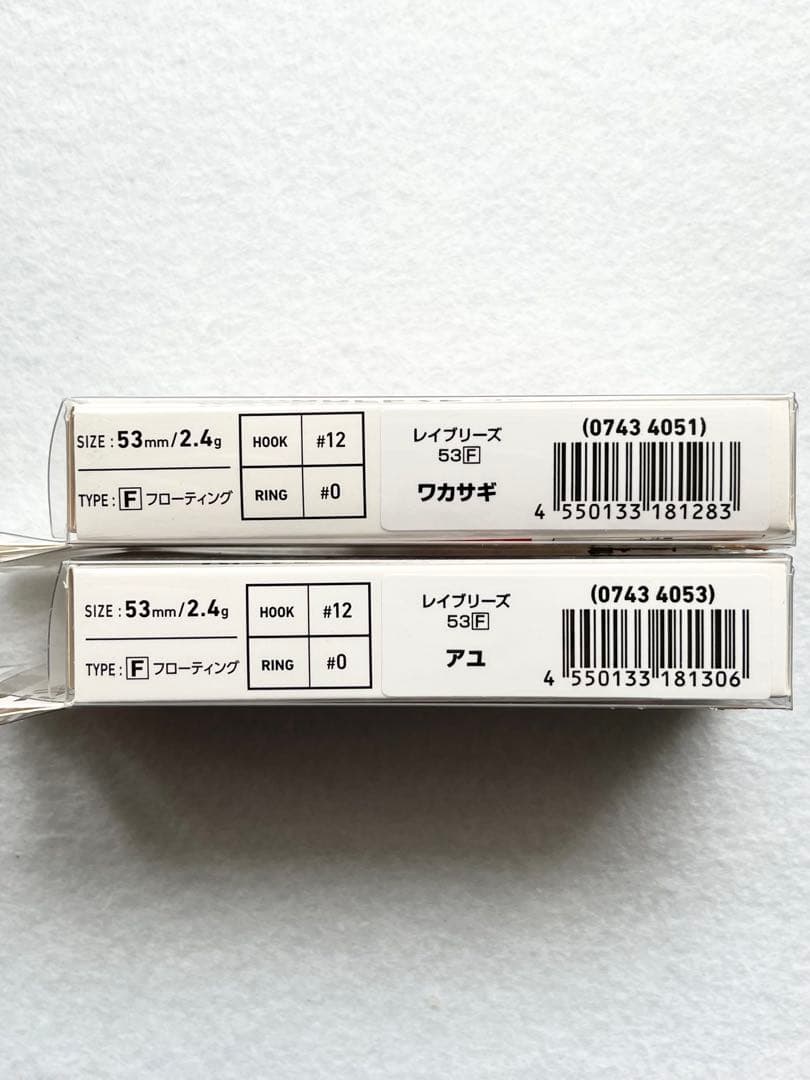 SIZE : 53mm/2.4g
TYPE : F フローティング
HOOK #12
RING #0
レイブリーズ
53F
ワカサギ
(0743 4051)
4 550133 181283
SIZE : 53mm/2.4g
TYPE : F フローティング
HOOK #12
RING #0
レイブリーズ
53F
アユ
(0743 4053)
4 550133 181306